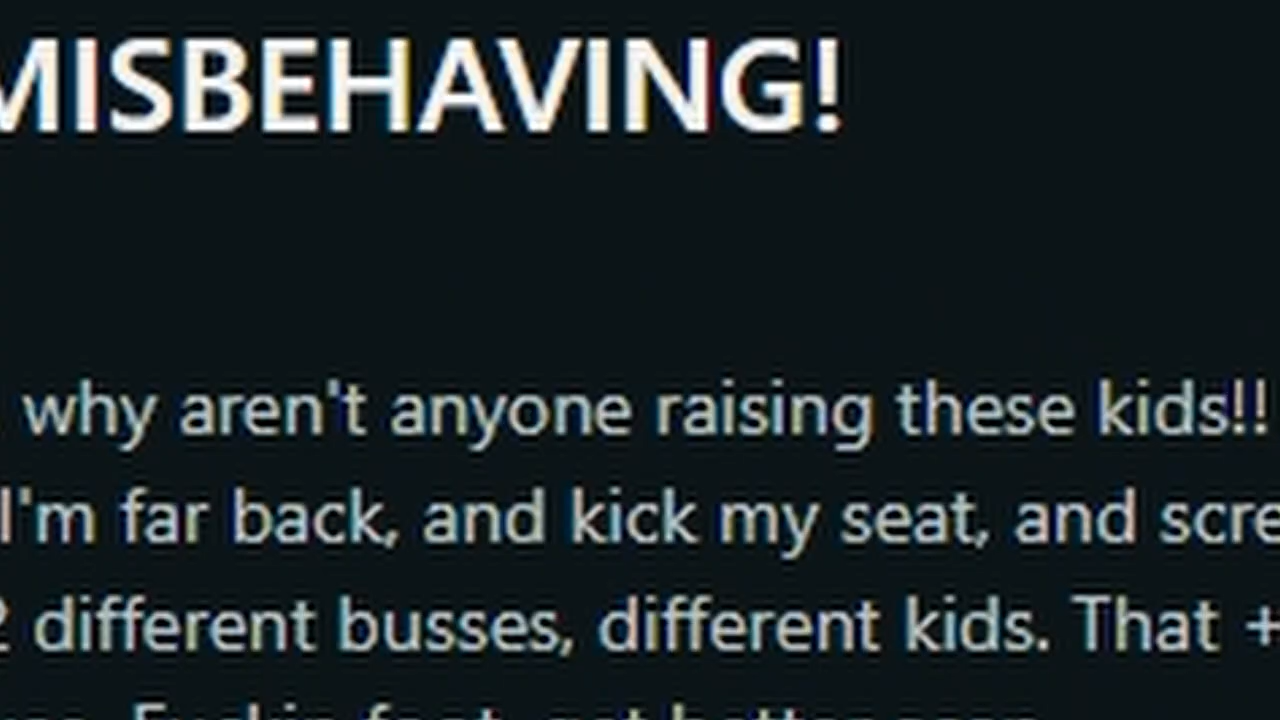 MISBEHAVING!
why aren't anyone raising these kids!!
I'm far back, and kick my seat, and scre
2 different busses, different kids. That +